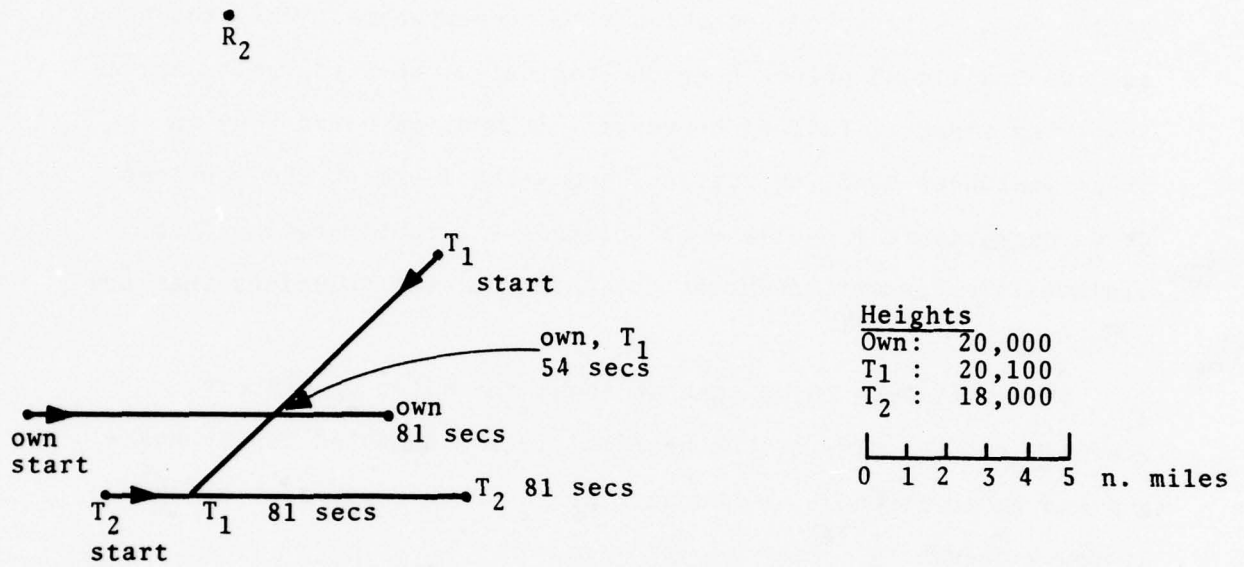 R2
T1
start
own, T1
54 secs
Heights
Own: 20,000
T1 : 20,100
T2 : 18,000
own
81 secs
own
start
0 1 2 3 4 5 n. miles
T2 81 secs
T2
start
T1 81 secs